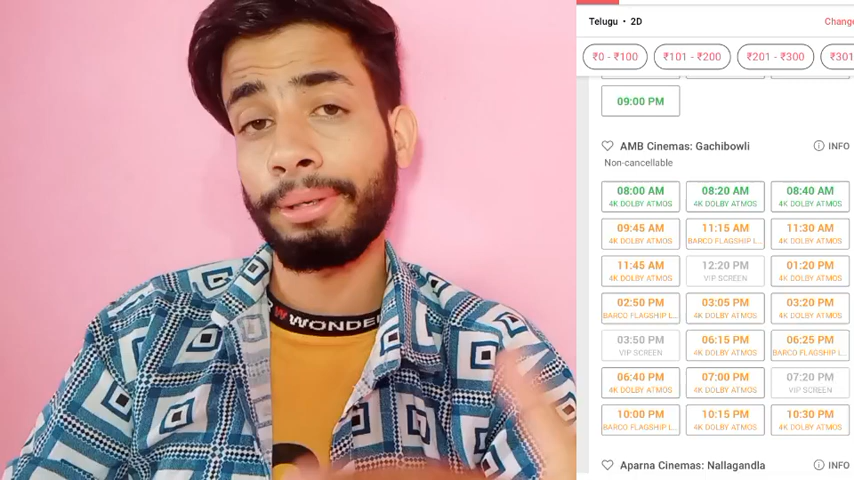 WONDE
Telugu • 2D
Change
₹0 - ₹100 ₹101 - ₹200 ₹201 - ₹300 ₹301
09:00 PM
AMB Cinemas: Gachibowli INFO
Non-cancellable
08:00 AM 08:20 AM 08:40 AM
4K DOLBY ATMOS 4K DOLBY ATMOS 4K DOLBY ATMOS
09:45 AM 11:15 AM 11:30 AM
4K DOLBY ATMOS BARCO FLAGSHIP L... 4K DOLBY ATMOS
11:45 AM 12:20 PM 01:20 PM
4K DOLBY ATMOS VIP SCREEN 4K DOLBY ATMOS
02:50 PM 03:05 PM 03:20 PM
BARCO FLAGSHIP L... 4K DOLBY ATMOS 4K DOLBY ATMOS
03:50 PM 06:15 PM 06:25 PM
VIP SCREEN 4K DOLBY ATMOS BARCO FLAGSHIP L...
06:40 PM 07:00 PM 07:20 PM
4K DOLBY ATMOS 4K DOLBY ATMOS VIP SCREEN
10:00 PM 10:15 PM 10:30 PM
BARCO FLAGSHIP L... 4K DOLBY ATMOS 4K DOLBY ATMOS
Aparna Cinemas: Nallagandla INFO